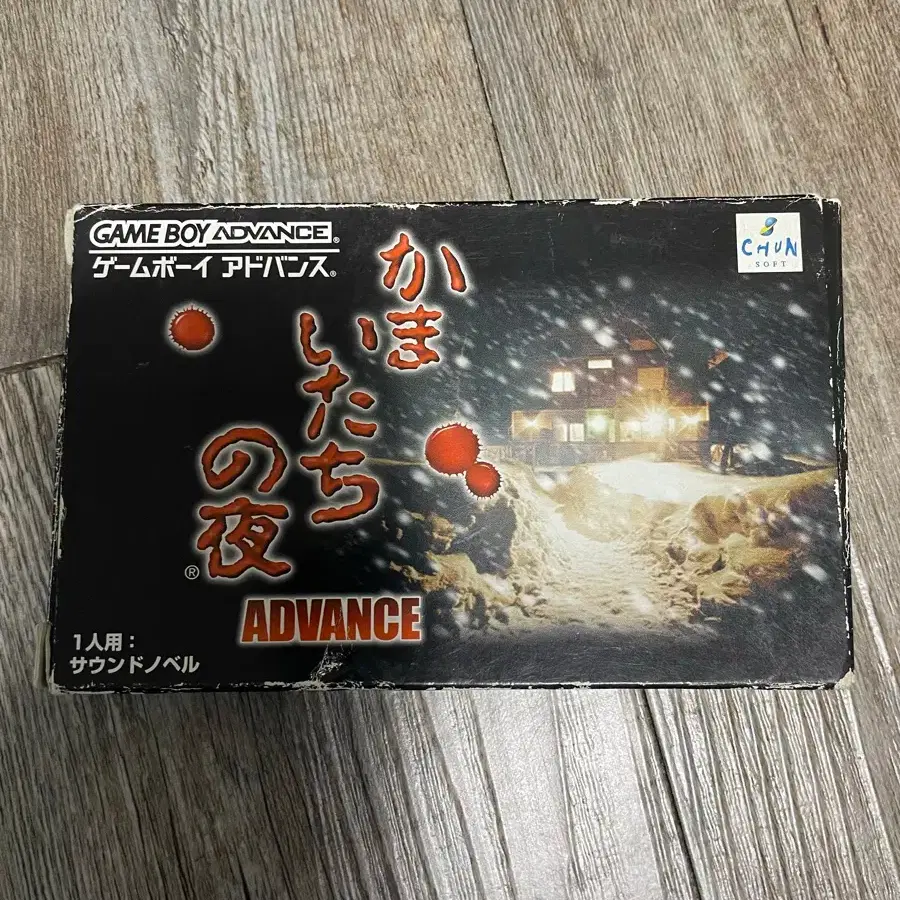 GAME BOY ADVANCE®
ゲームボーイ アドバンス®
CHUN
SOFT
かま
いたち
の夜
®
ADVANCE
1人用：
サウンドノベル